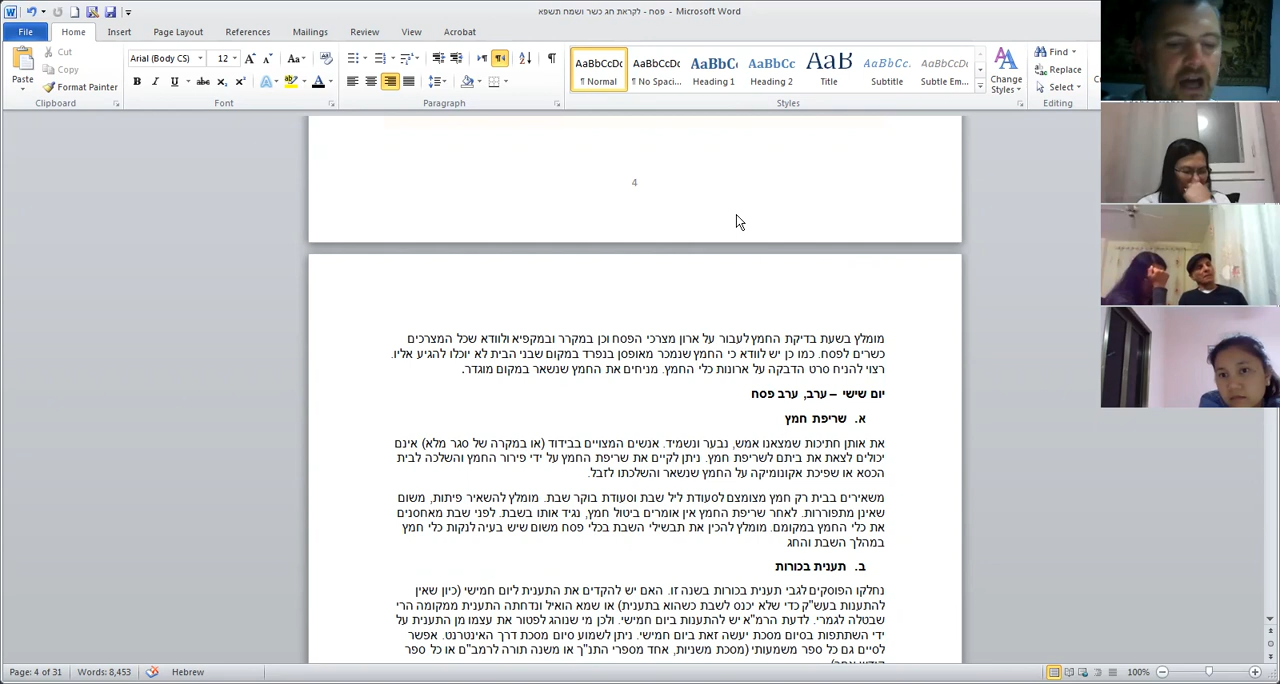 פסח - לקראת חג כשר ושמח תשפא - Microsoft Word
File Home Insert Page Layout References Mailings Review View Acrobat
Paste
Cut
Copy
Format Painter
Clipboard
Arial (Body CS) 12
Font
Paragraph
AaBbCcDc AaBbCcDc AaBbC AaBbCc AaB AaBbCc. AaBbCcDc
¶ Normal ¶ No Spaci... Heading 1 Heading 2 Title Subtitle Subtle Em...
Change Styles
Styles
Find
Replace
Select
Editing
4
מומלץ בשעת בדיקת החמץ לעבור על ארון מצרכי הפסח וכן במקרר ובמקפיא ולוודא שכל המצרכים
כשרים לפסח. כמו כן יש לוודא כי החמץ שנמכר מאופסן בנפרד במקום שבני הבית לא יוכלו להגיע אליו.
רצוי להניח סרט הדבקה על ארונות כלי החמץ. מניחים את החמץ שנשאר במקום מוגדר.
יום שישי – ערב, ערב פסח
א. שריפת חמץ
את אותן חתיכות שמצאנו אמש, נבער ונשמיד. אנשים המצויים בבידוד (או במקרה של סגר מלא) אינם
יכולים לצאת את ביתם לשריפת חמץ. ניתן לקיים את שריפת החמץ על ידי פירור החמץ והשלכה לבית
הכסא או שפיכת אקונומיקה על החמץ שנשאר והשלכתו לזבל.
משאירים בבית רק חמץ מצומצם לסעודת ליל שבת וסעודת בוקר שבת. מומלץ להשאיר פיתות, משום
שאינן מתפוררות. לאחר שריפת החמץ אין אומרים ביטול חמץ, נגיד אותו בשבת. לפני שבת מאחסנים
את כלי החמץ במקומם. מומלץ להכין את תבשילי השבת בכלי פסח משום שיש בעיה לנקות כלי חמץ
במהלך השבת והחג
ב. תענית בכורות
נחלקו הפוסקים לגבי תענית בכורות בשנה זו. האם יש להקדים את התענית ליום חמישי (כיון שאין
להתענות בעש"ק כדי שלא יכנס לשבת כשהוא בתענית) או שמא הואיל ונדחתה התענית ממקומה הרי
שבטלה לגמרי. לדעת הרמ"א יש להתענות ביום חמישי. ולכן מי שנוהג לפטור את עצמו מן התענית על
ידי השתתפות בסיום מסכת יעשה זאת ביום חמישי. ניתן לשמוע סיום מסכת דרך האינטרנט. אפשר
לסיים גם כל ספר משמעותי (מסכת משניות, אחד מספרי התנ"ך או משנה תורה לרמב"ם או כל ספר
Page: 4 of 31 Words: 8,453 Hebrew 100%